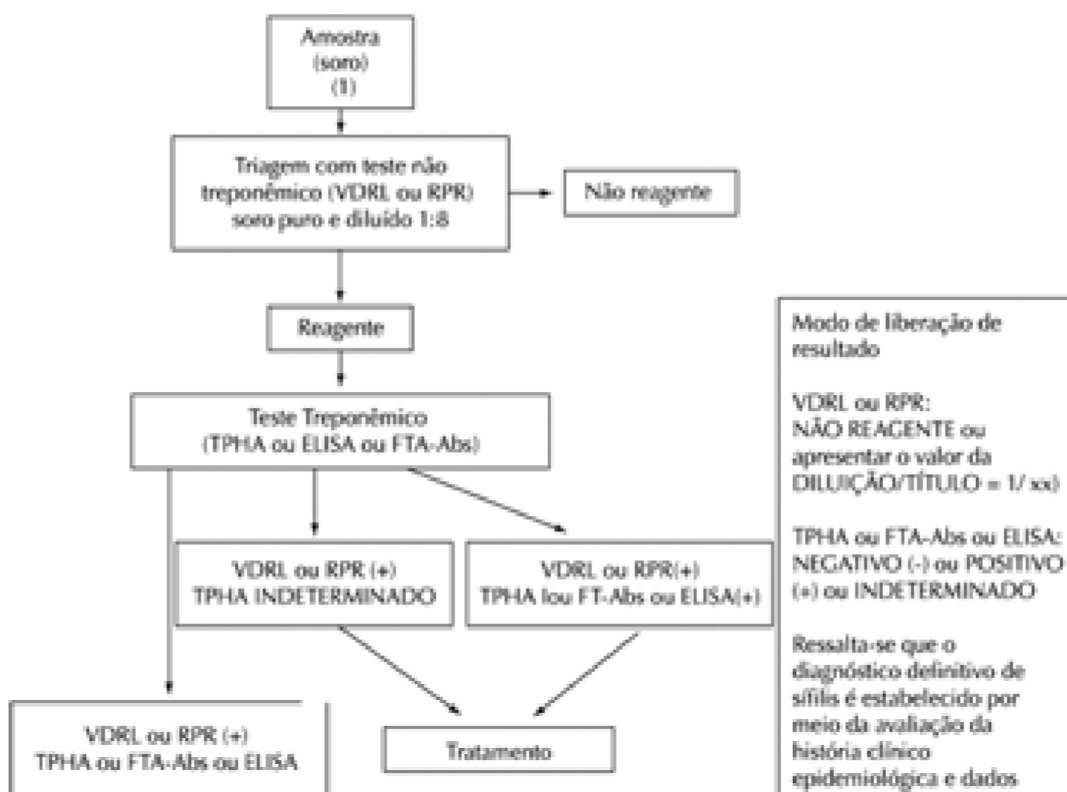 Amostra
(soro)
(1)
Triagem com teste não
treponêmico (VDRL ou RPR)
soro puro e diluído 1:8
Não reagente
Reagente
Teste Treponêmico
(TPHA ou ELISA ou FTA-Abs)
VDRL ou RPR (+)
TPHA INDETERMINADO
VDRL ou RPR(+)
TPHA Iou FT-Abs ou ELISA(+)
VDRL ou RPR (+)
TPHA ou FTA-Abs ou ELISA
Tratamento
Modo de liberação de
resultado
VDRL ou RPR:
NÃO REAGENTE ou
apresentar o valor da
DILUIÇÃO/TÍTULO = 1/ xx)
TPHA ou FTA-Abs ou ELISA:
NEGATIVO (-) ou POSITIVO
(+) ou INDETERMINADO
Ressalta-se que o
diagnóstico definitivo de
sífilis é estabelecido por
meio da avaliação da
história clínico
epidemiológica e dados